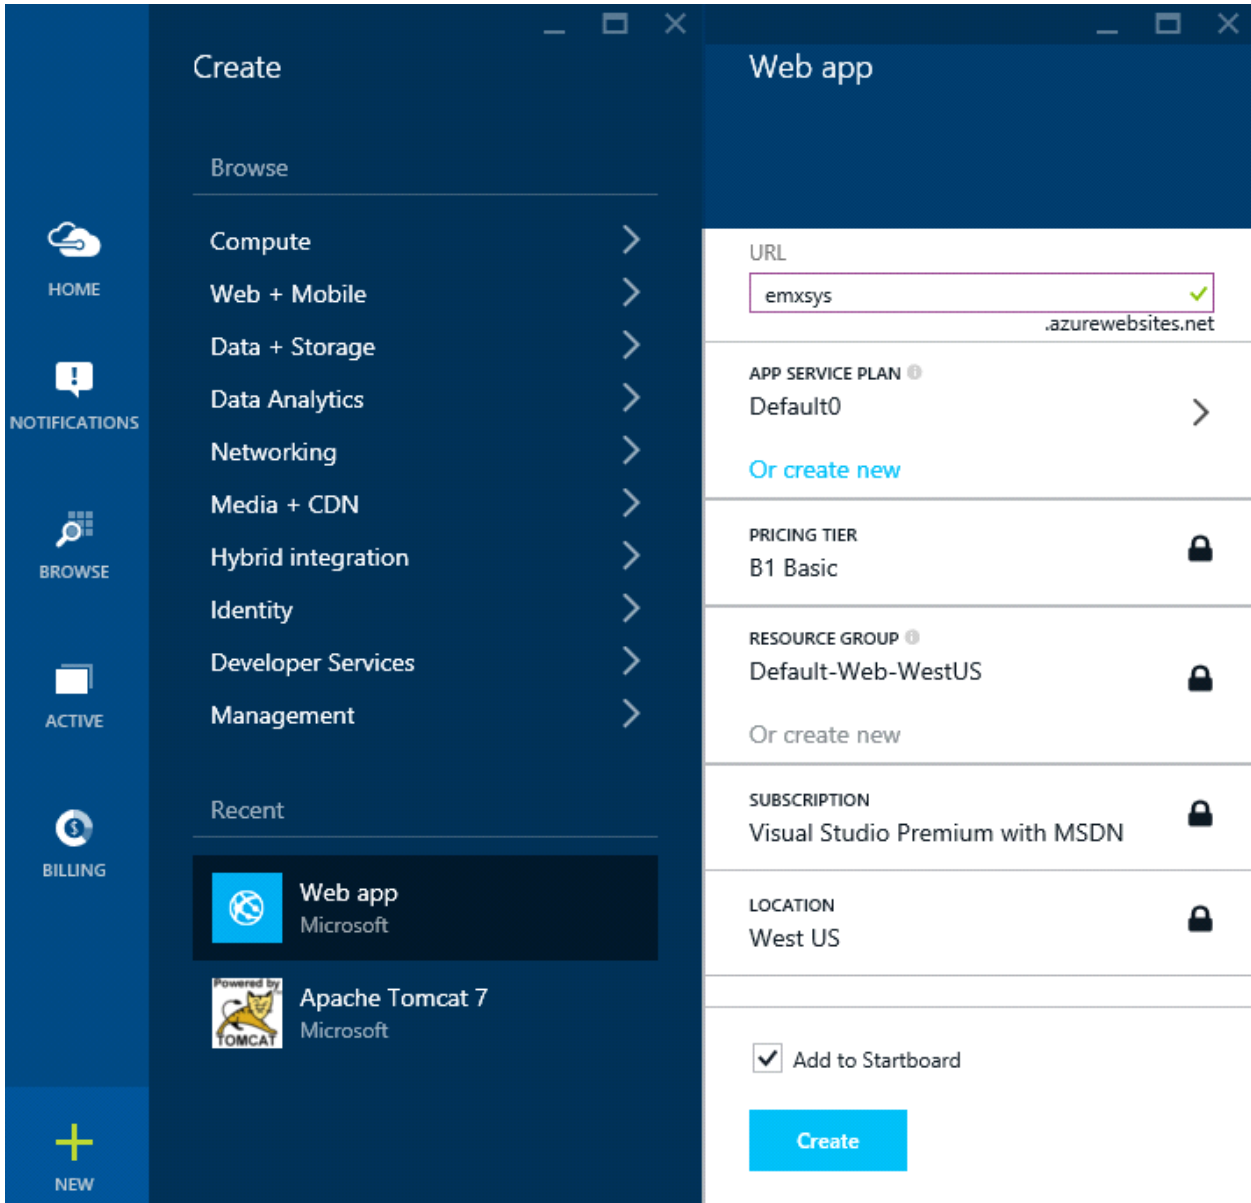 HOME
NOTIFICATIONS
BROWSE
ACTIVE
BILLING
NEW
Create
Browse
Compute
Web + Mobile
Data + Storage
Data Analytics
Networking
Media + CDN
Hybrid integration
Identity
Developer Services
Management
Recent
Web app
Microsoft
Powered by
TOMCAT
Apache Tomcat 7
Microsoft
Web app
URL
emxsys
.azurewebsites.net
APP SERVICE PLAN
Default0
Or create new
PRICING TIER
B1 Basic
RESOURCE GROUP
Default-Web-WestUS
Or create new
SUBSCRIPTION
Visual Studio Premium with MSDN
LOCATION
West US
Add to Startboard
Create